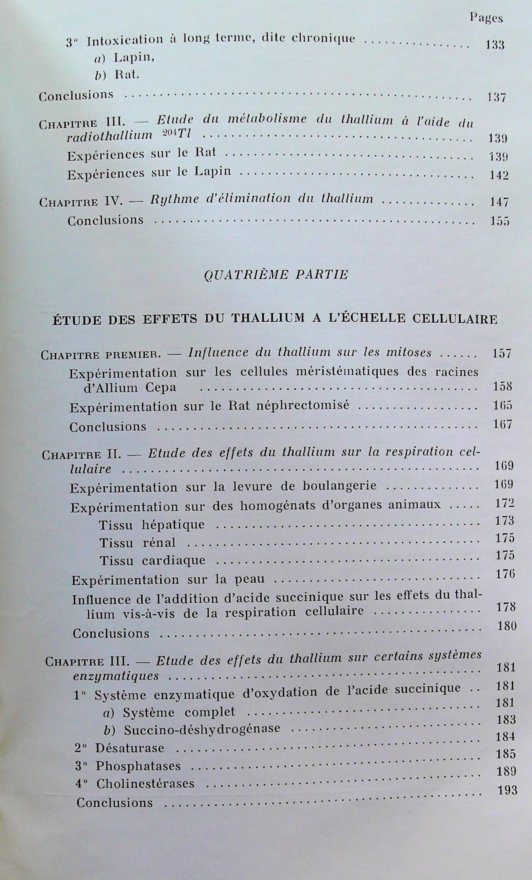 Pages
3° Intoxication à long terme, dite chronique ................ 133
a) Lapin,
b) Rat.
Conclusions ................................................ 137
CHAPITRE III. — Etude du métabolisme du thallium à l'aide du
radiothallium ²⁰⁴Tl ........................................ 139
Expériences sur le Rat ..................................... 139
Expériences sur le Lapin ................................... 142
CHAPITRE IV. — Rythme d'élimination du thallium .............. 147
Conclusions ................................................ 155
QUATRIÈME PARTIE
ÉTUDE DES EFFETS DU THALLIUM A L'ÉCHELLE CELLULAIRE
CHAPITRE PREMIER. — Influence du thallium sur les mitoses ...... 157
Expérimentation sur les cellules méristématiques des racines
d'Allium Cepa .............................................. 158
Expérimentation sur le Rat néphrectomisé ................... 165
Conclusions ................................................ 167
CHAPITRE II. — Etude des effets du thallium sur la respiration cel-
lulaire .................................................... 169
Expérimentation sur la levure de boulangerie ............... 169
Expérimentation sur des homogénats d'organes animaux ..... 172
Tissu hépatique ............................................ 173
Tissu rénal ................................................ 175
Tissu cardiaque ............................................ 175
Expérimentation sur la peau ................................ 176
Influence de l'addition d'acide succinique sur les effets du thal-
lium vis-à-vis de la respiration cellulaire ................ 178
Conclusions ................................................ 180
CHAPITRE III. — Etude des effets du thallium sur certains systèmes
enzymatiques ............................................... 181
1° Système enzymatique d'oxydation de l'acide succinique .. 181
a) Système complet ......................................... 181
b) Succino-déshydrogénase .................................. 183
2° Désaturase .............................................. 184
3° Phosphatases ............................................ 185
4° Cholinestérases ......................................... 189
Conclusions ................................................ 193